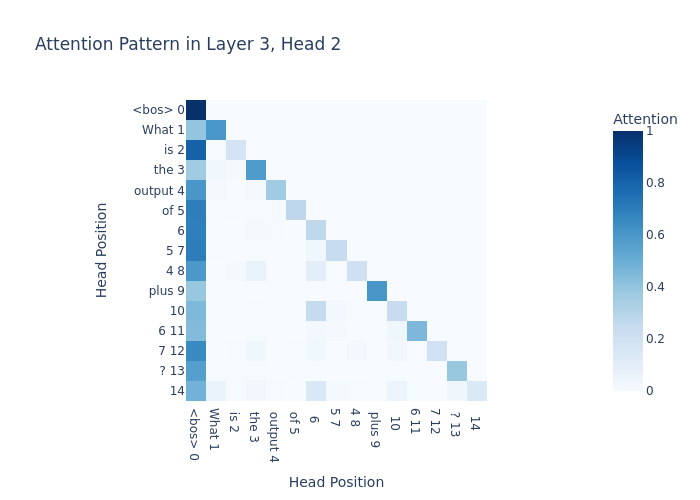 Attention Pattern in Layer 3, Head 2
<bos> 0
What 1
is 2
the 3
output 4
of 5
6
5 7
4 8
plus 9
10
6 11
7 12
? 13
14
Head Position
<bos> 0
What 1
is 2
the 3
output 4
of 5
6
5 7
4 8
plus 9
10
6 11
7 12
? 13
14
Head Position
Attention
1
0.8
0.6
0.4
0.2
0